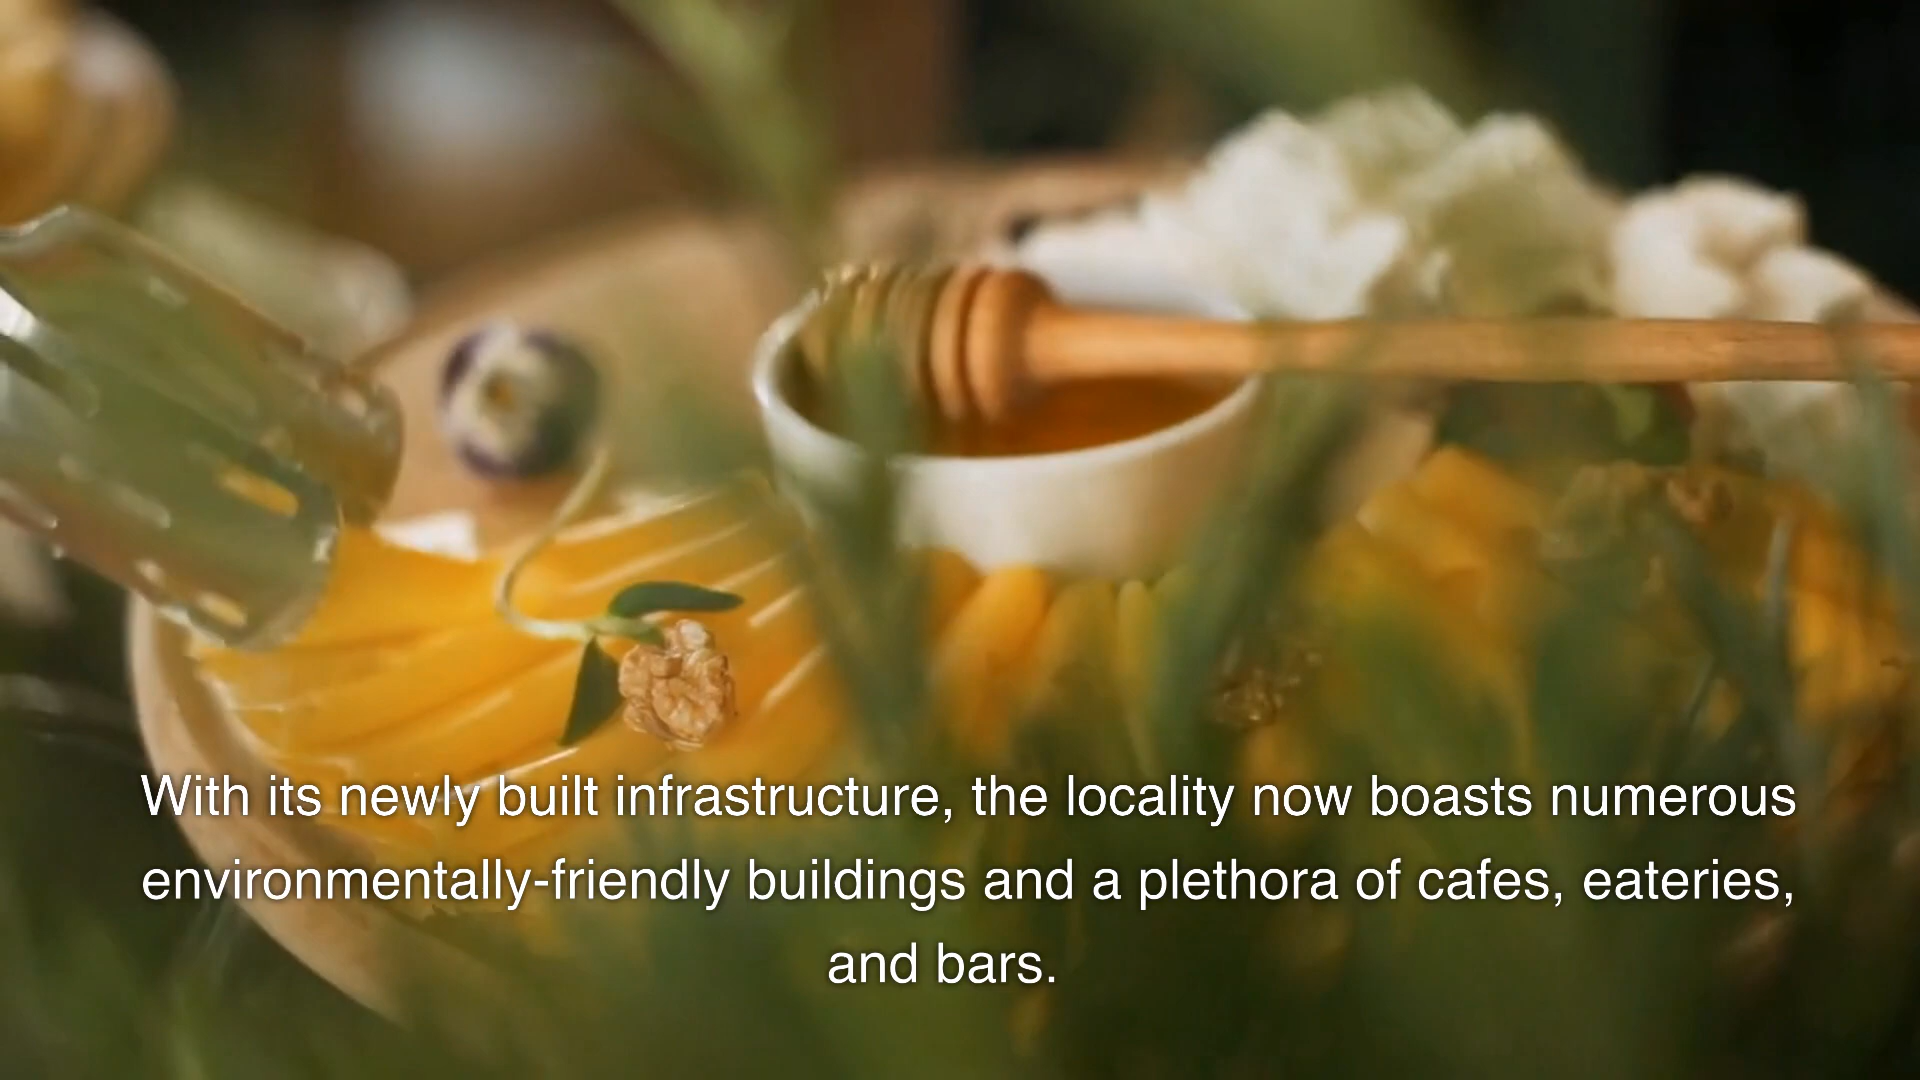 With its newly built infrastructure, the locality now boasts numerous
environmentally-friendly buildings and a plethora of cafes, eateries,
and bars.